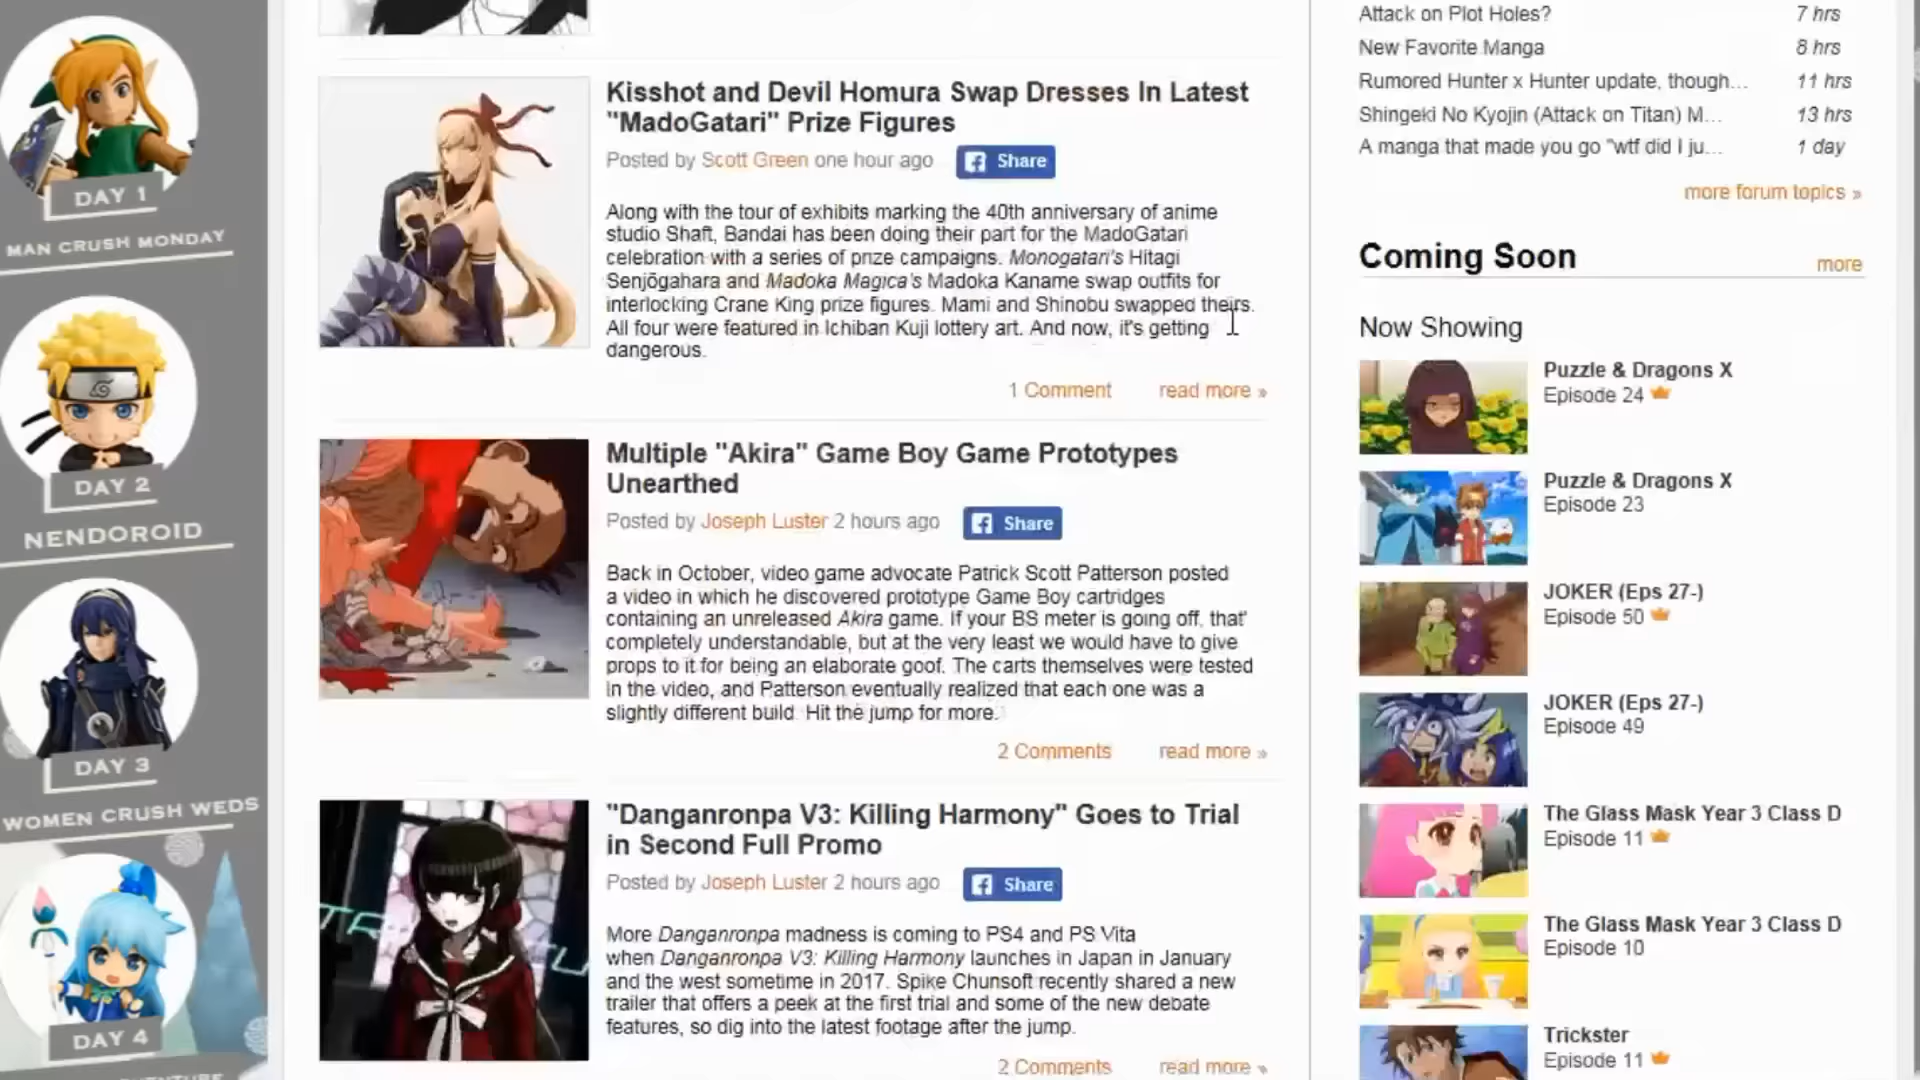 DAY 1
MAN CRUSH MONDAY
DAY 2
NENDOROID
DAY 3
WOMEN CRUSH WEDS
DAY 4
Kisshot and Devil Homura Swap Dresses In Latest
"MadoGatari" Prize Figures
Posted by Scott Green one hour ago
Share
Along with the tour of exhibits marking the 40th anniversary of anime
studio Shaft, Bandai has been doing their part for the MadoGatari
celebration with a series of prize campaigns. Monogatari's Hitagi
Senjōgahara and Madoka Magica's Madoka Kaname swap outfits for
interlocking Crane King prize figures. Mami and Shinobu swapped theirs.
All four were featured in Ichiban Kuji lottery art. And now, it's getting
dangerous.
1 Comment read more »
Multiple "Akira" Game Boy Game Prototypes
Unearthed
Posted by Joseph Luster 2 hours ago
Share
Back in October, video game advocate Patrick Scott Patterson posted
a video in which he discovered prototype Game Boy cartridges
containing an unreleased Akira game. If your BS meter is going off, that'
completely understandable, but at the very least we would have to give
props to it for being an elaborate goof. The carts themselves were tested
in the video, and Patterson eventually realized that each one was a
slightly different build. Hit the jump for more.
2 Comments read more »
"Danganronpa V3: Killing Harmony" Goes to Trial
in Second Full Promo
Posted by Joseph Luster 2 hours ago
Share
More Danganronpa madness is coming to PS4 and PS Vita
when Danganronpa V3: Killing Harmony launches in Japan in January
and the west sometime in 2017. Spike Chunsoft recently shared a new
trailer that offers a peek at the first trial and some of the new debate
features, so dig into the latest footage after the jump.
2 Comments read more »
Attack on Plot Holes? 7 hrs
New Favorite Manga 8 hrs
Rumored Hunter x Hunter update, though... 11 hrs
Shingeki No Kyojin (Attack on Titan) M... 13 hrs
A manga that made you go "wtf did I ju... 1 day
more forum topics »
Coming Soon more
Now Showing
Puzzle & Dragons X
Episode 24
Puzzle & Dragons X
Episode 23
JOKER (Eps 27-)
Episode 50
JOKER (Eps 27-)
Episode 49
The Glass Mask Year 3 Class D
Episode 11
The Glass Mask Year 3 Class D
Episode 10
Trickster
Episode 11